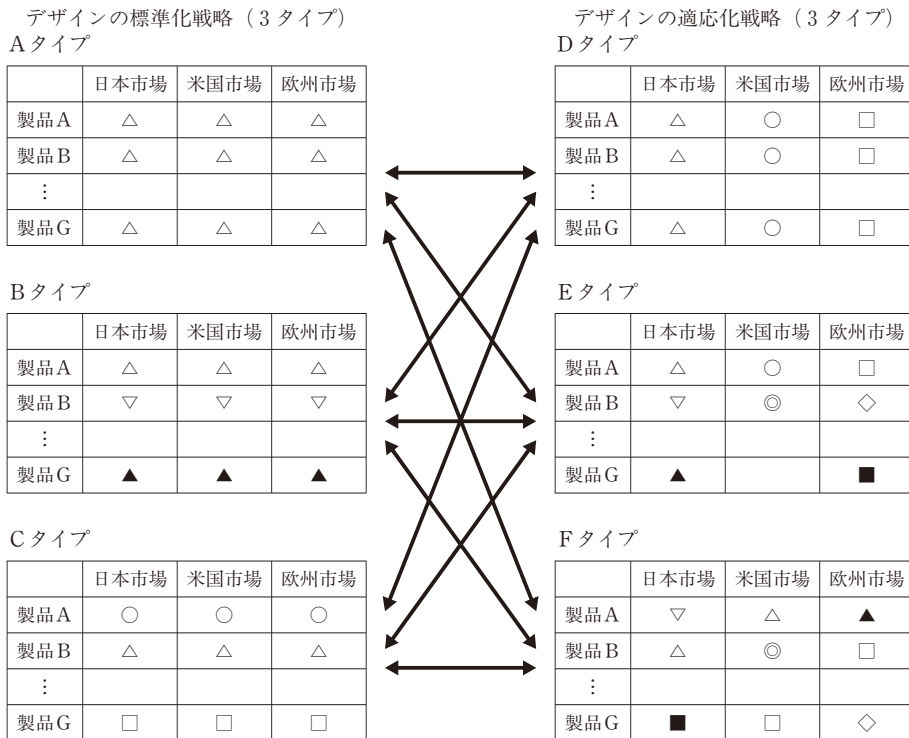 デザインの標準化戦略（3タイプ）
Aタイプ
日本市場 米国市場 欧州市場
製品A △ △ △
製品B △ △ △
⋮
製品G △ △ △
Bタイプ
日本市場 米国市場 欧州市場
製品A △ △ △
製品B ▽ ▽ ▽
⋮
製品G ▲ ▲ ▲
Cタイプ
日本市場 米国市場 欧州市場
製品A ○ ○ ○
製品B △ △ △
⋮
製品G □ □ □
デザインの適応化戦略（3タイプ）
Dタイプ
日本市場 米国市場 欧州市場
製品A △ ○ □
製品B △ ○ □
⋮
製品G △ ○ □
Eタイプ
日本市場 米国市場 欧州市場
製品A △ ○ □
製品B ▽ ◎ ◇
⋮
製品G ▲ ■
Fタイプ
日本市場 米国市場 欧州市場
製品A ▽ △ ▲
製品B △ ◎ □
⋮
製品G ■ □ ◇